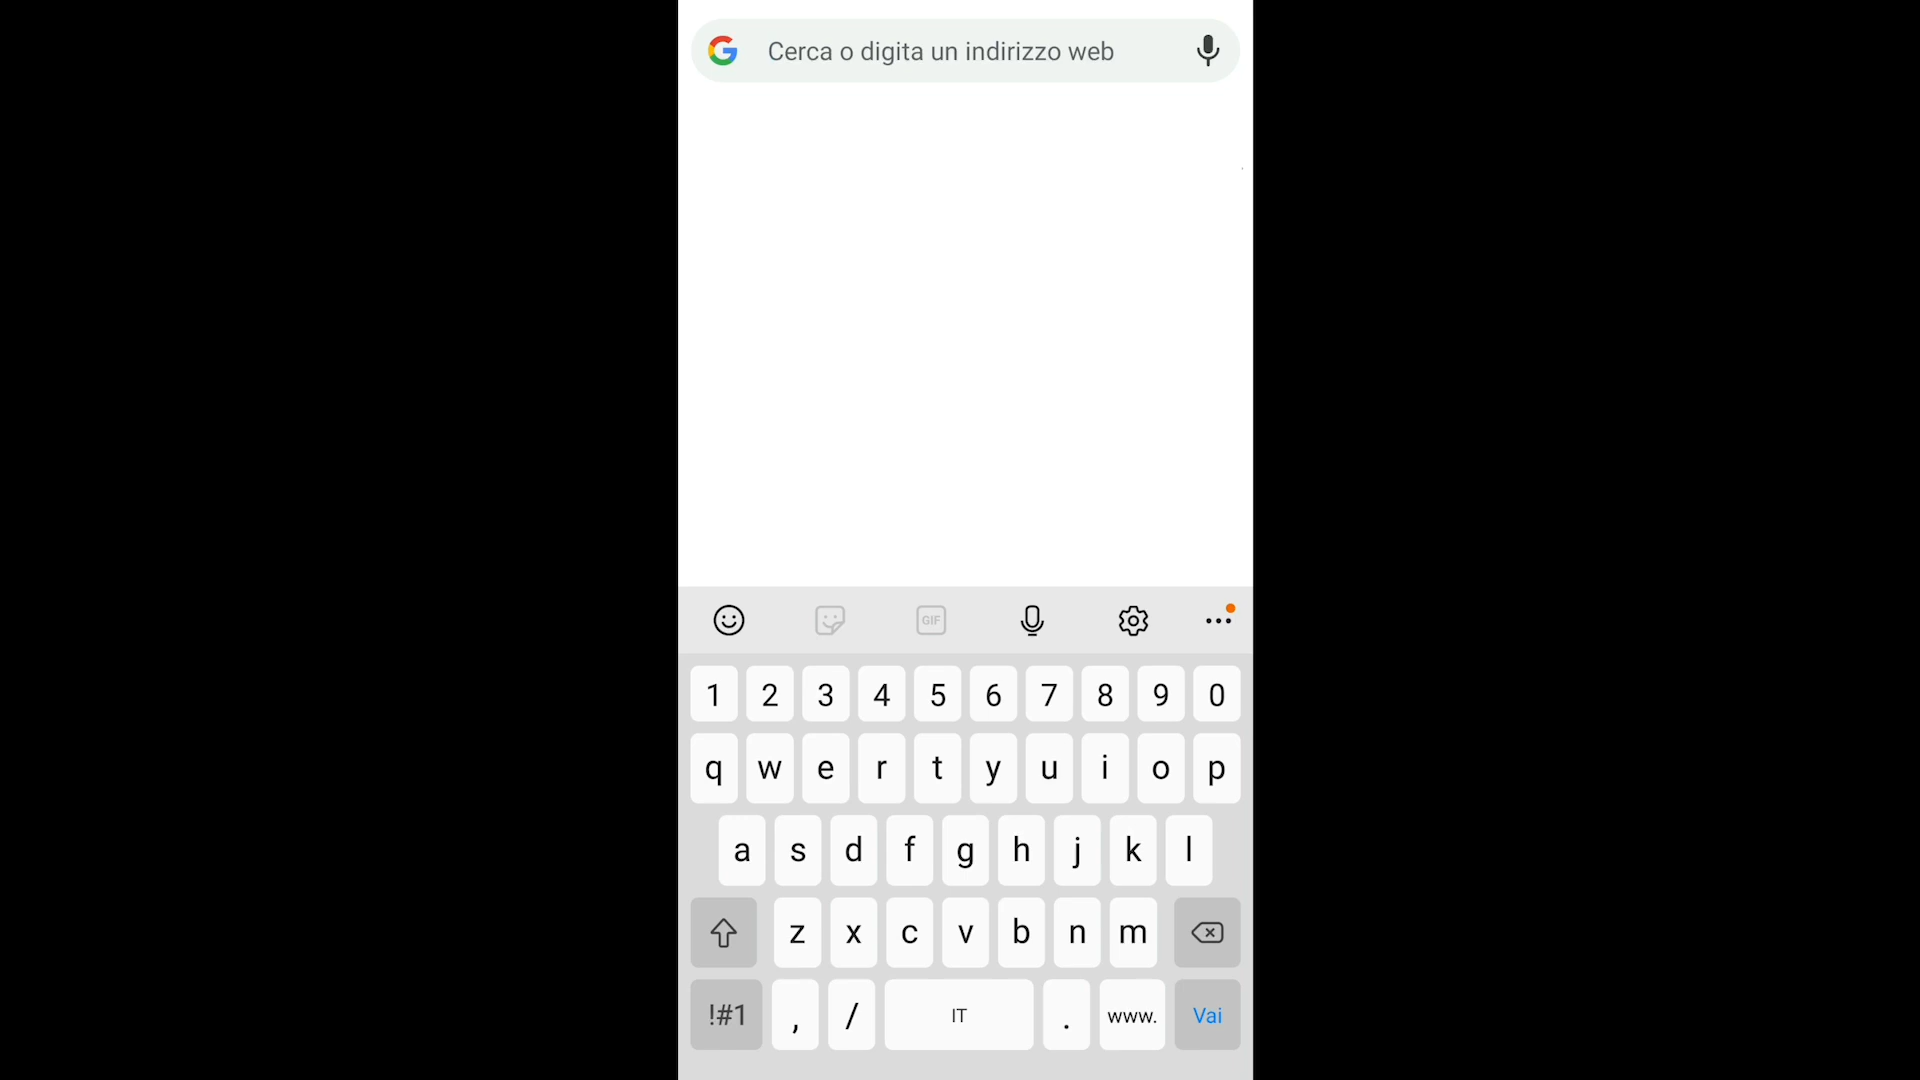 Cerca o digita un indirizzo web
GIF
1 2 3 4 5 6 7 8 9 0
q w e r t y u i o p
a s d f g h j k l
z x c v b n m
!#1 , / IT . www. Vai